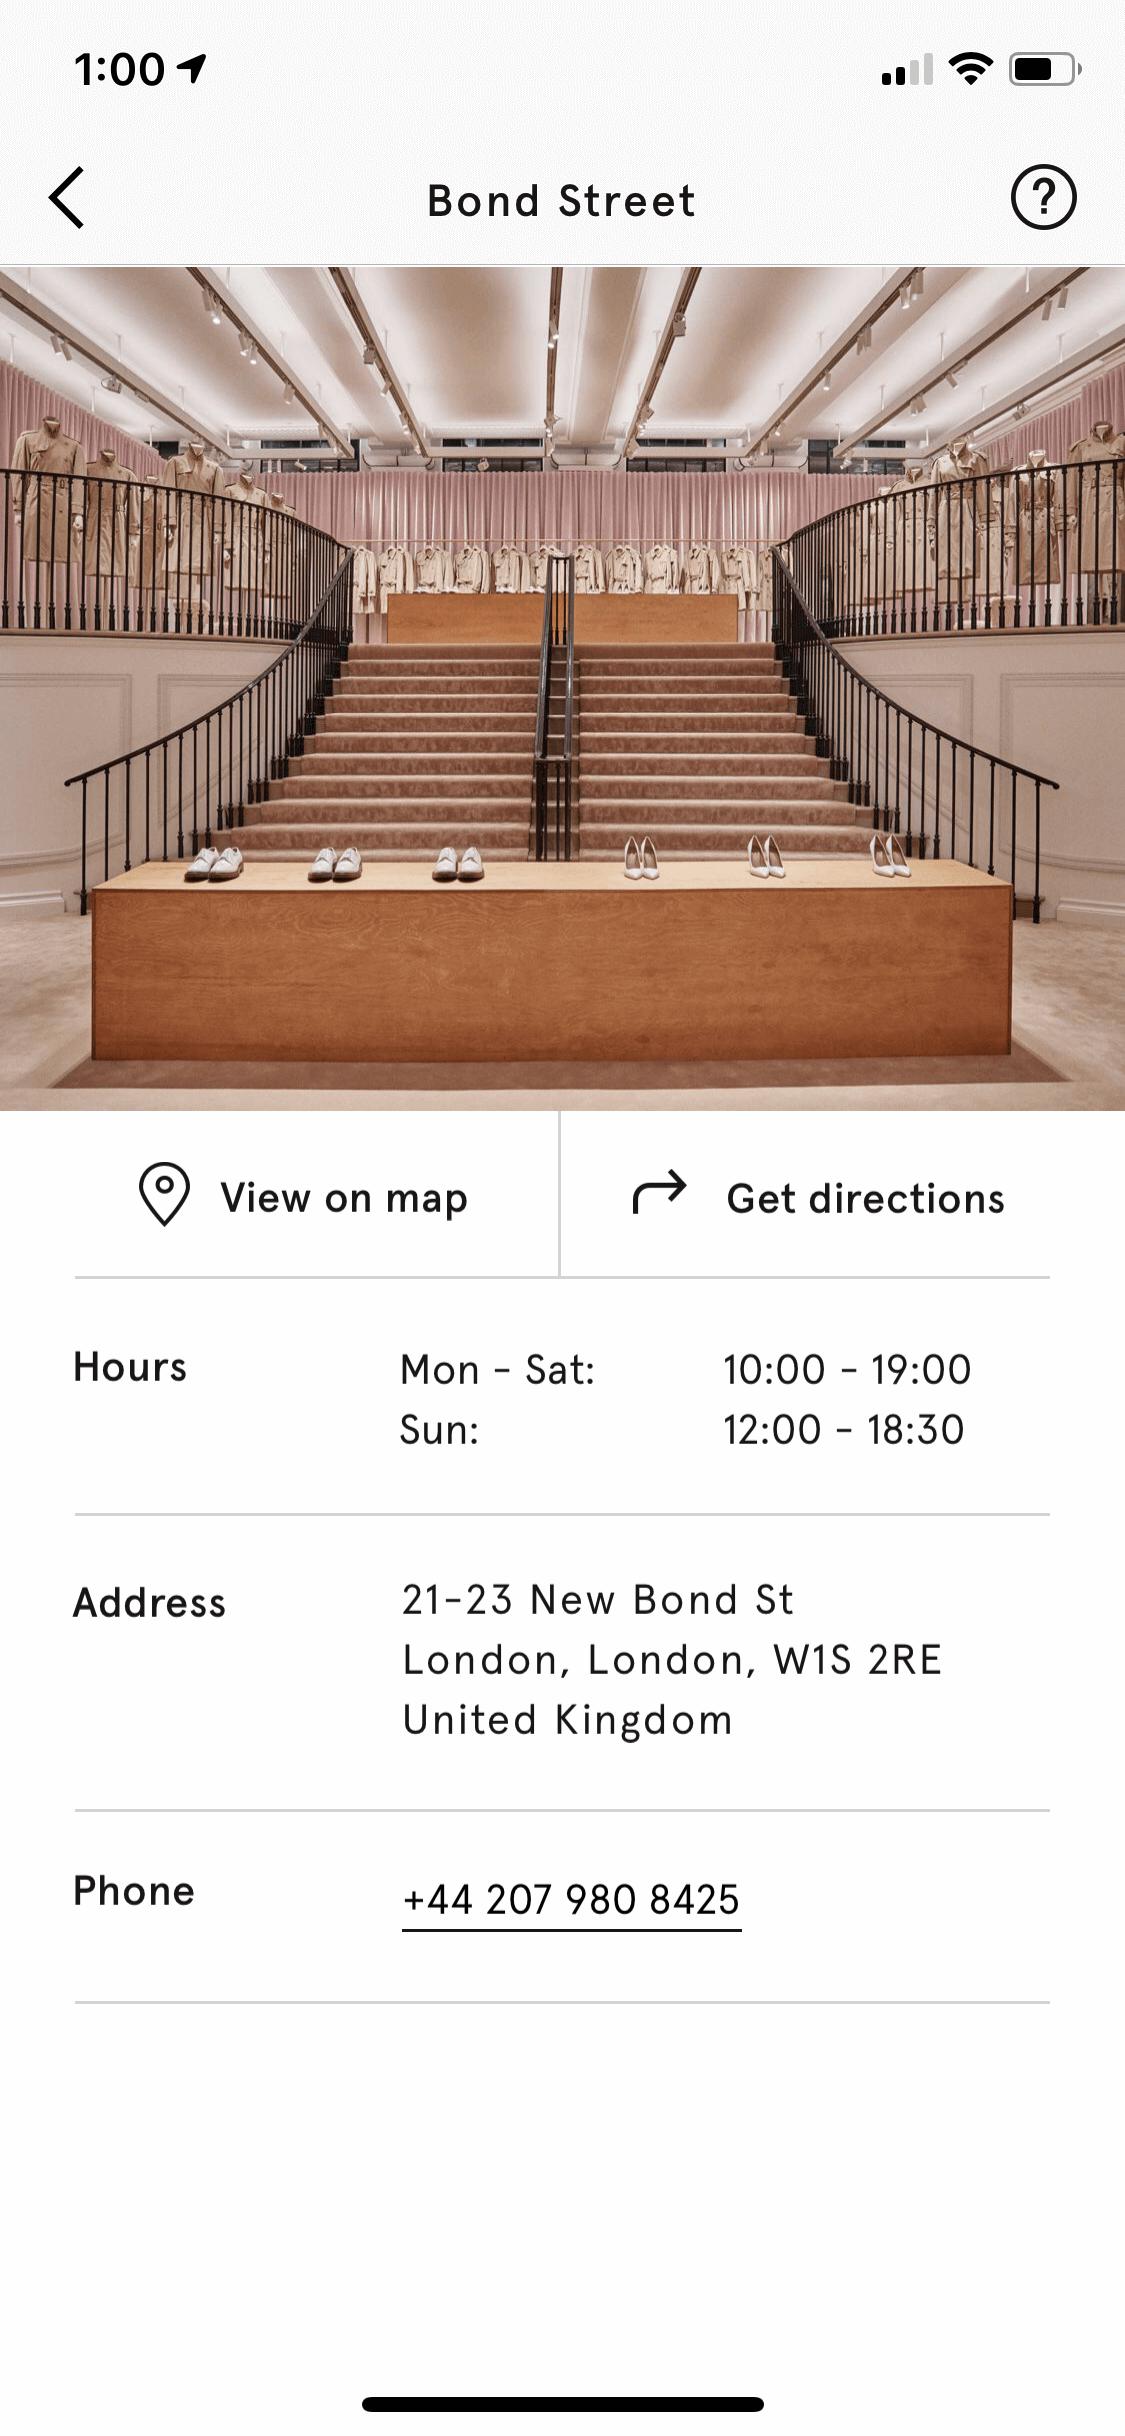 1:00
Bond Street
?
View on map
Get directions
Hours
Mon - Sat: 10:00 - 19:00
Sun: 12:00 - 18:30
Address
21-23 New Bond St
London, London, W1S 2RE
United Kingdom
Phone
+44 207 980 8425